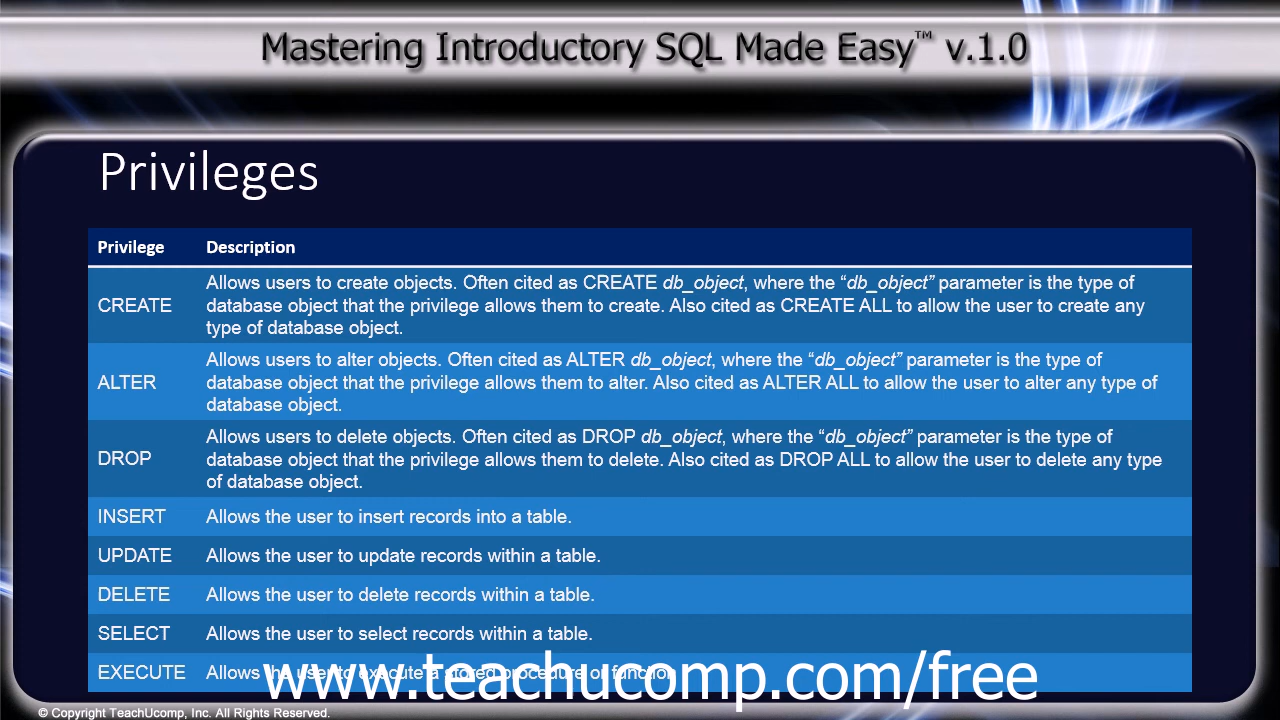 Mastering Introductory SQL Made Easy™ v.1.0
Privileges
Privilege Description
CREATE
Allows users to create objects. Often cited as CREATE db_object, where the “db_object” parameter is the type of
database object that the privilege allows them to create. Also cited as CREATE ALL to allow the user to create any
type of database object.
ALTER
Allows users to alter objects. Often cited as ALTER db_object, where the “db_object” parameter is the type of
database object that the privilege allows them to alter. Also cited as ALTER ALL to allow the user to alter any type of
database object.
DROP
Allows users to delete objects. Often cited as DROP db_object, where the “db_object” parameter is the type of
database object that the privilege allows them to delete. Also cited as DROP ALL to allow the user to delete any type
of database object.
INSERT Allows the user to insert records into a table.
UPDATE Allows the user to update records within a table.
DELETE Allows the user to delete records within a table.
SELECT Allows the user to select records within a table.
EXECUTE Allows the user to execute a stored procedure or function.
www.teachucomp.com/free
© Copyright TeachUcomp, Inc. All Rights Reserved.